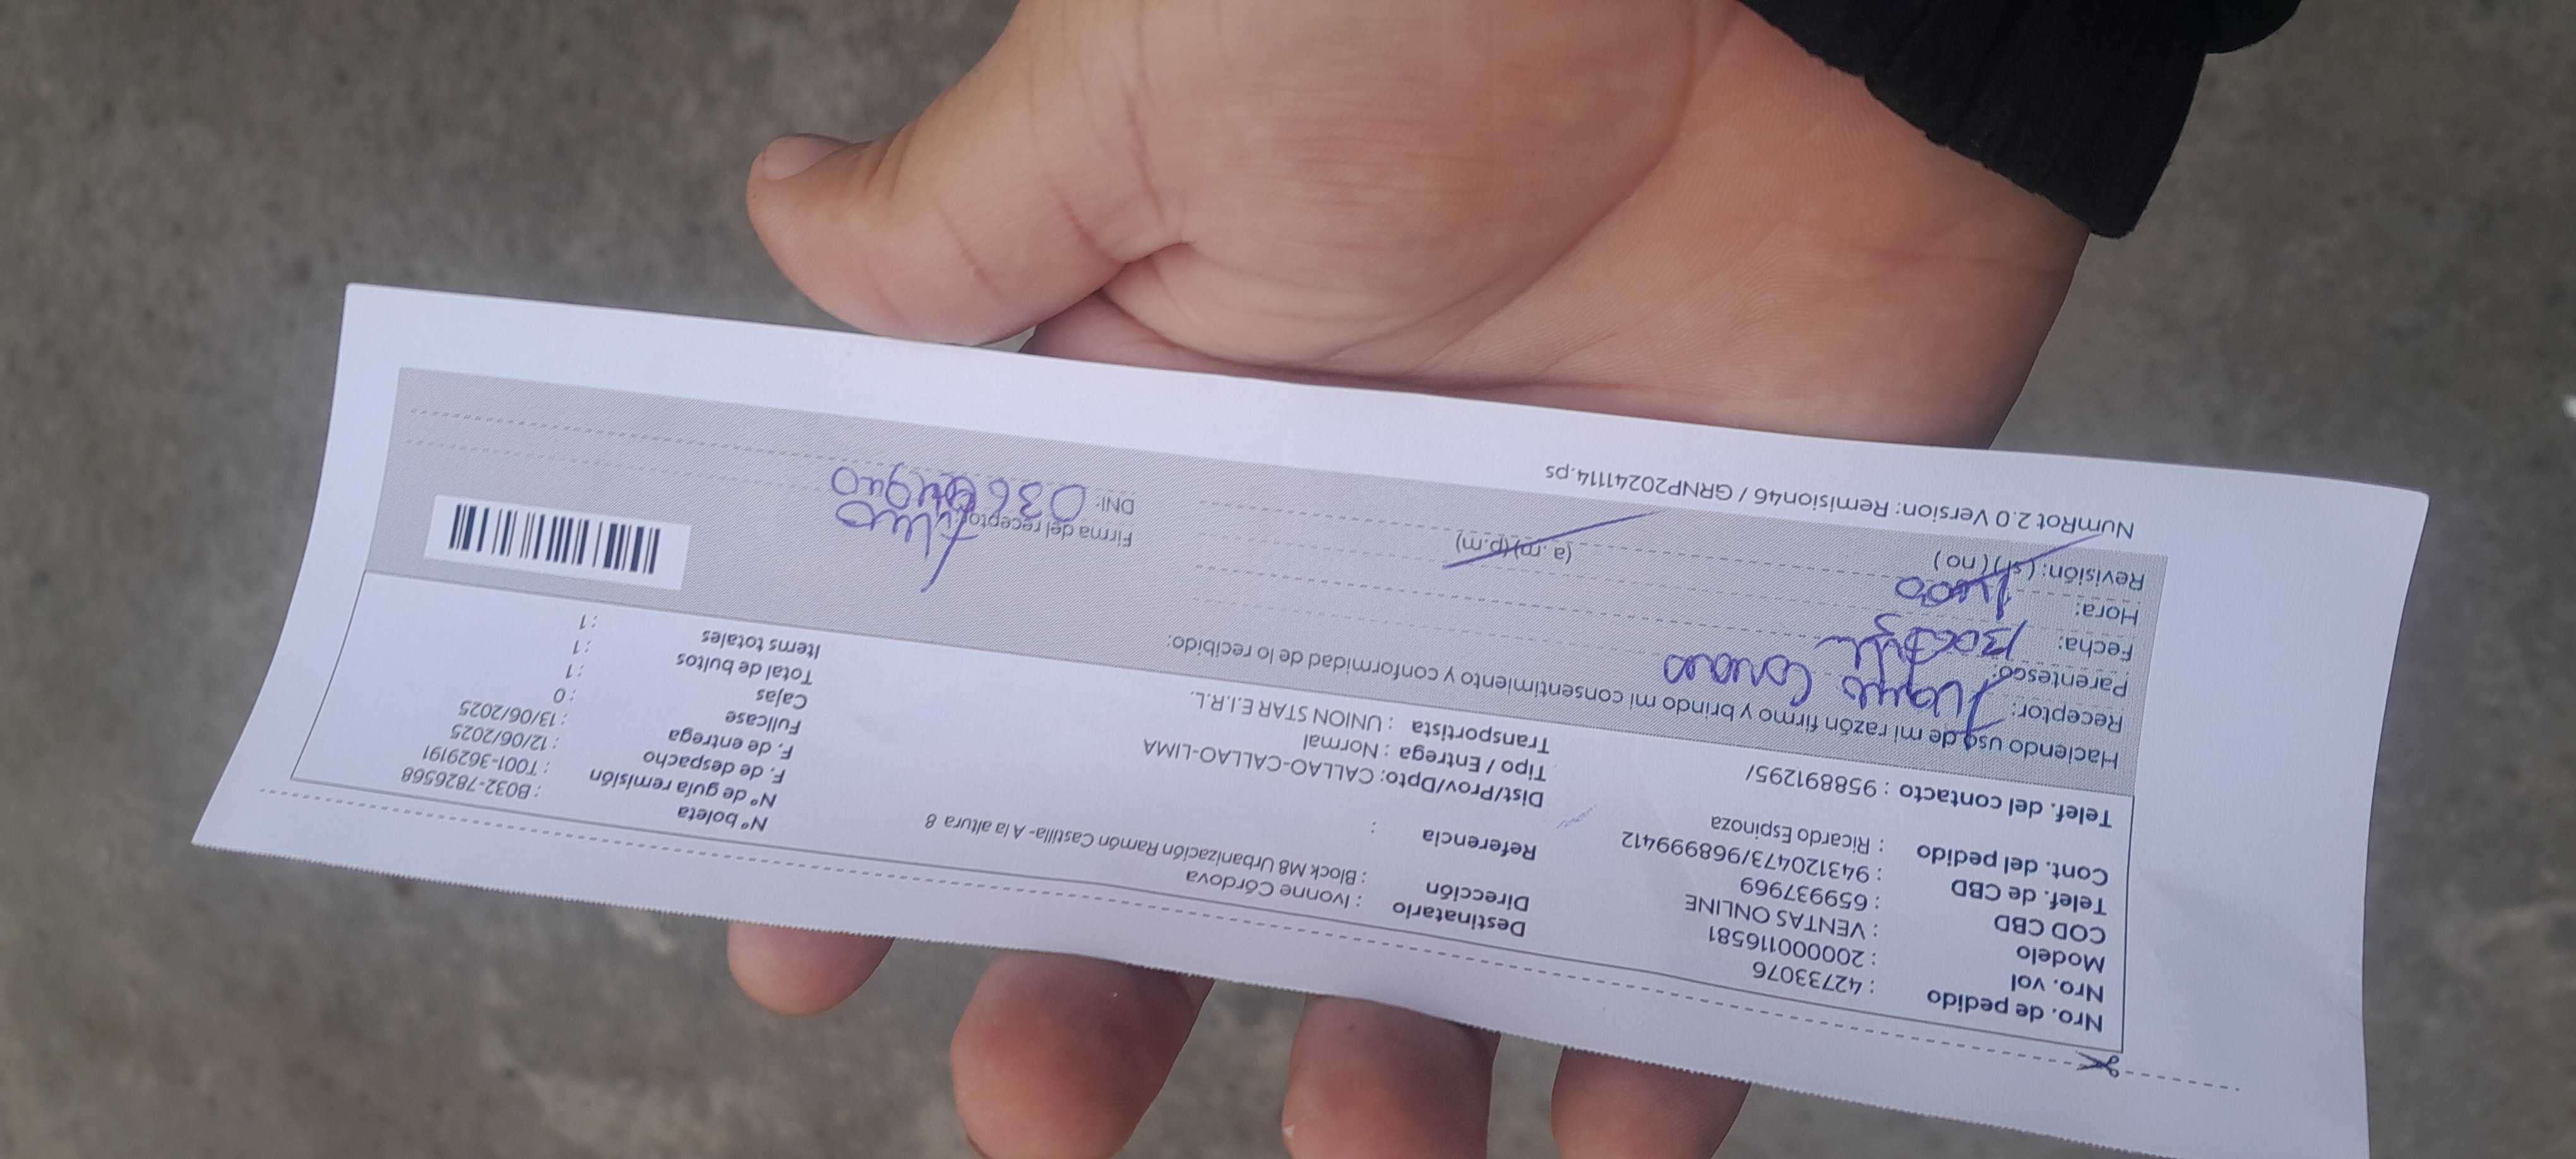 Nro. de pedido : 42733076
Nro. vol : 200000116581
Modelo : VENTAS ONLINE
COD CBD : 659937969
Telef. de CBD : 943120473/968999412
Cont. del pedido : Ricardo Espinoza
Telef. del contacto : 958891295/
Destinatario : Ivonne Córdova
Dirección : Block M8 Urbanización Ramón Castilla- A la altura 8
Referencia :
Dist/Prov/Dpto: CALLAO-CALLAO-LIMA
Tipo / Entrega : Normal
Transportista : UNION STAR E.I.R.L.
Nº boleta : B032-7826568
Nº de guía remisión : T001-3629191
F. de despacho : 12/06/2025
F. de entrega : 13/06/2025
Fullcase : 0
Cajas : 1
Total de bultos : 1
Items totales : 1
Haciendo uso de mi razón firmo y brindo mi consentimiento y conformidad de lo recibido:
Receptor:
Parentesco:
Fecha:
Hora: (a. m) (p.m)
Revisión: ( sí ) ( no )
Firma del receptor:
DNI:
NumRot 2.0 Version: Remision46 / GRNP20241114.ps